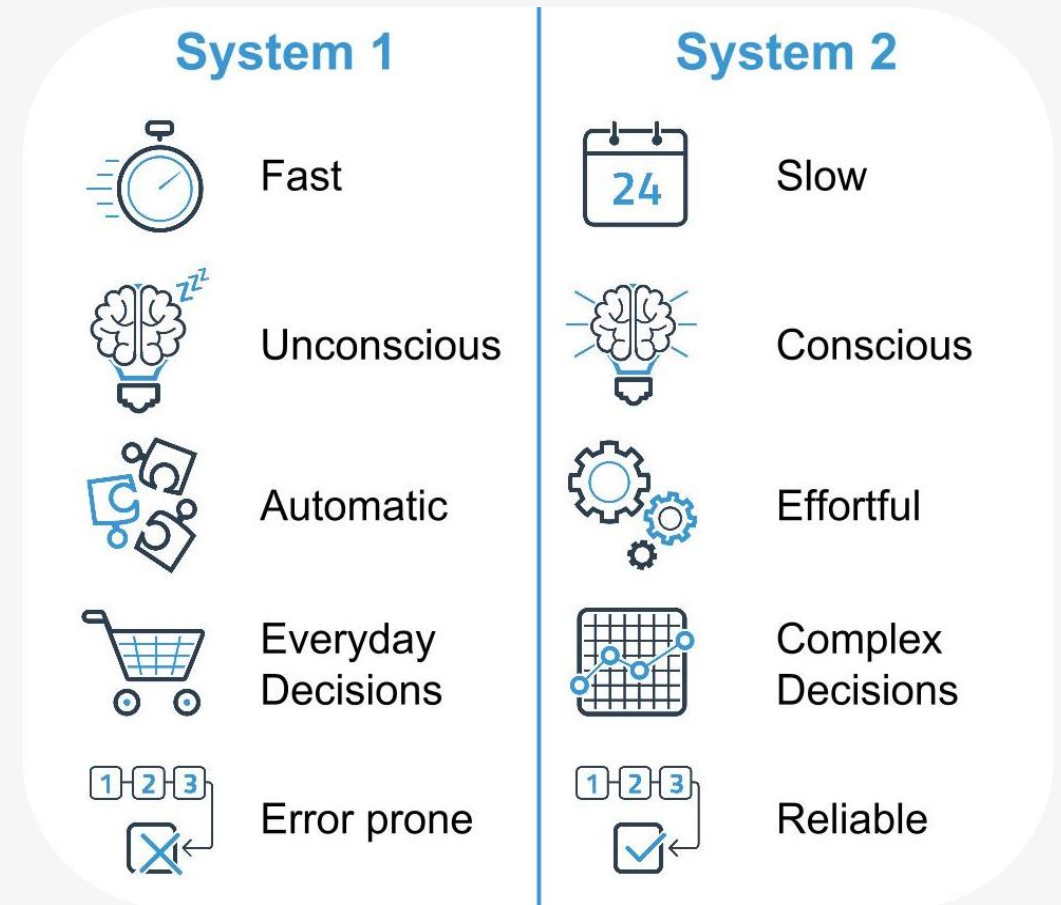 System 1
System 2
Fast
24
Slow
zzz
Unconscious
Conscious
Automatic
Effortful
Everyday
Decisions
Complex
Decisions
1 2 3
Error prone
1 2 3
Reliable